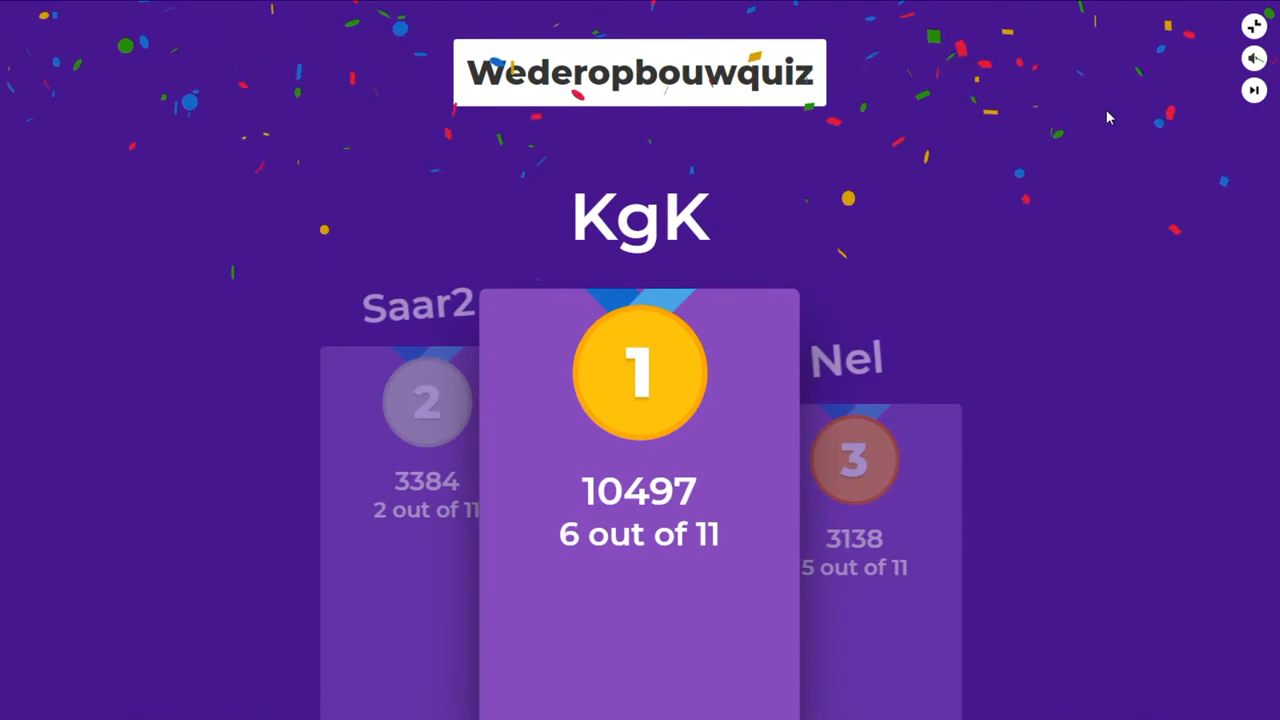 Wederopbouwquiz
KgK
Saar2
Nel
1
2
3
10497
6 out of 11
3384
2 out of 11
3138
5 out of 11